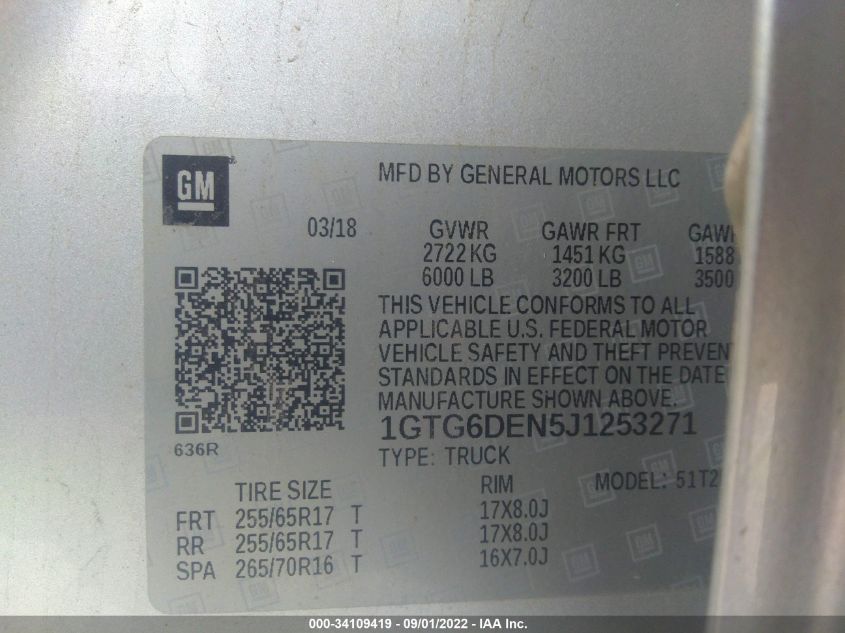 GM
MFD BY GENERAL MOTORS LLC
03/18
GVWR GAWR FRT
2722 KG 1451 KG 1588
6000 LB 3200 LB 3500
THIS VEHICLE CONFORMS TO ALL
APPLICABLE U.S. FEDERAL MOTOR
VEHICLE SAFETY AND THEFT PREVEN
STANDARDS IN EFFECT ON THE DATE
MANUFACTURE SHOWN ABOVE.
1GTG6DEN5J1253271
636R
TYPE: TRUCK MODEL: 51T2
TIRE SIZE RIM
FRT 255/65R17 T 17X8.0J
RR 255/65R17 T 17X8.0J
SPA 265/70R16 T 16X7.0J
000-34109419 - 09/01/2022 - IAA Inc.